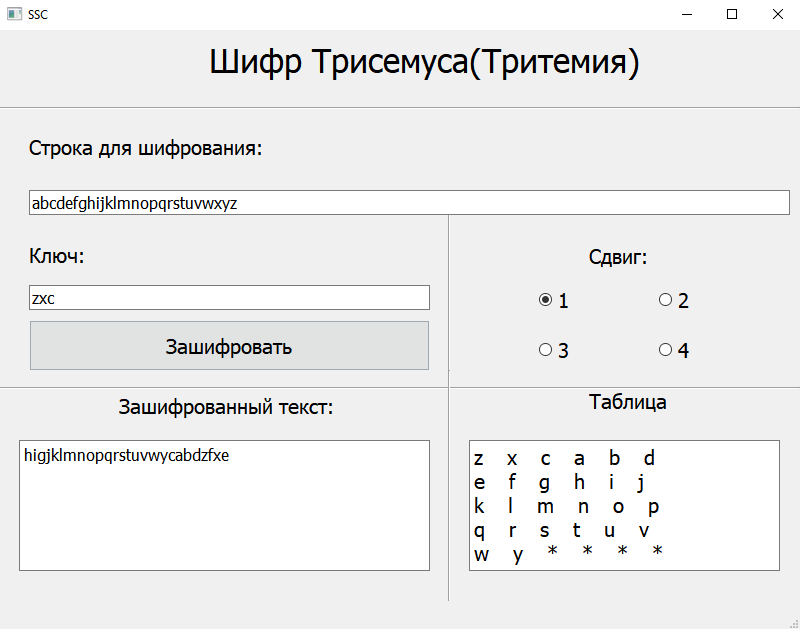 SSC
Шифр Трисемуса(Тритемия)
Строка для шифрования:
abcdefghijklmnopqrstuvwxyz
Ключ:
zxc
Зашифровать
Сдвиг:
1 2
3 4
Зашифрованный текст:
higjklmnopqrstuvwycabdzfxe
Таблица
z x c a b d
e f g h i j
k l m n o p
q r s t u v
w y * * * *